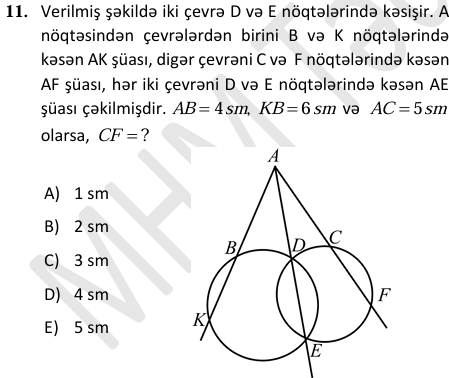 11. Verilmiş şəkildə iki çevrə D və E nöqtələrində kəsişir. A
nöqtəsindən çevrələrdən birini B və K nöqtələrində
kəsən AK şüası, digər çevrəni C və F nöqtələrində kəsən
AF şüası, hər iki çevrəni D və E nöqtələrində kəsən AE
şüası çəkilmişdir. AB = 4 sm, KB = 6 sm və AC = 5 sm
olarsa, CF = ?
A
A) 1 sm
B) 2 sm
B D C
C) 3 sm
D) 4 sm
F
E) 5 sm
K
E